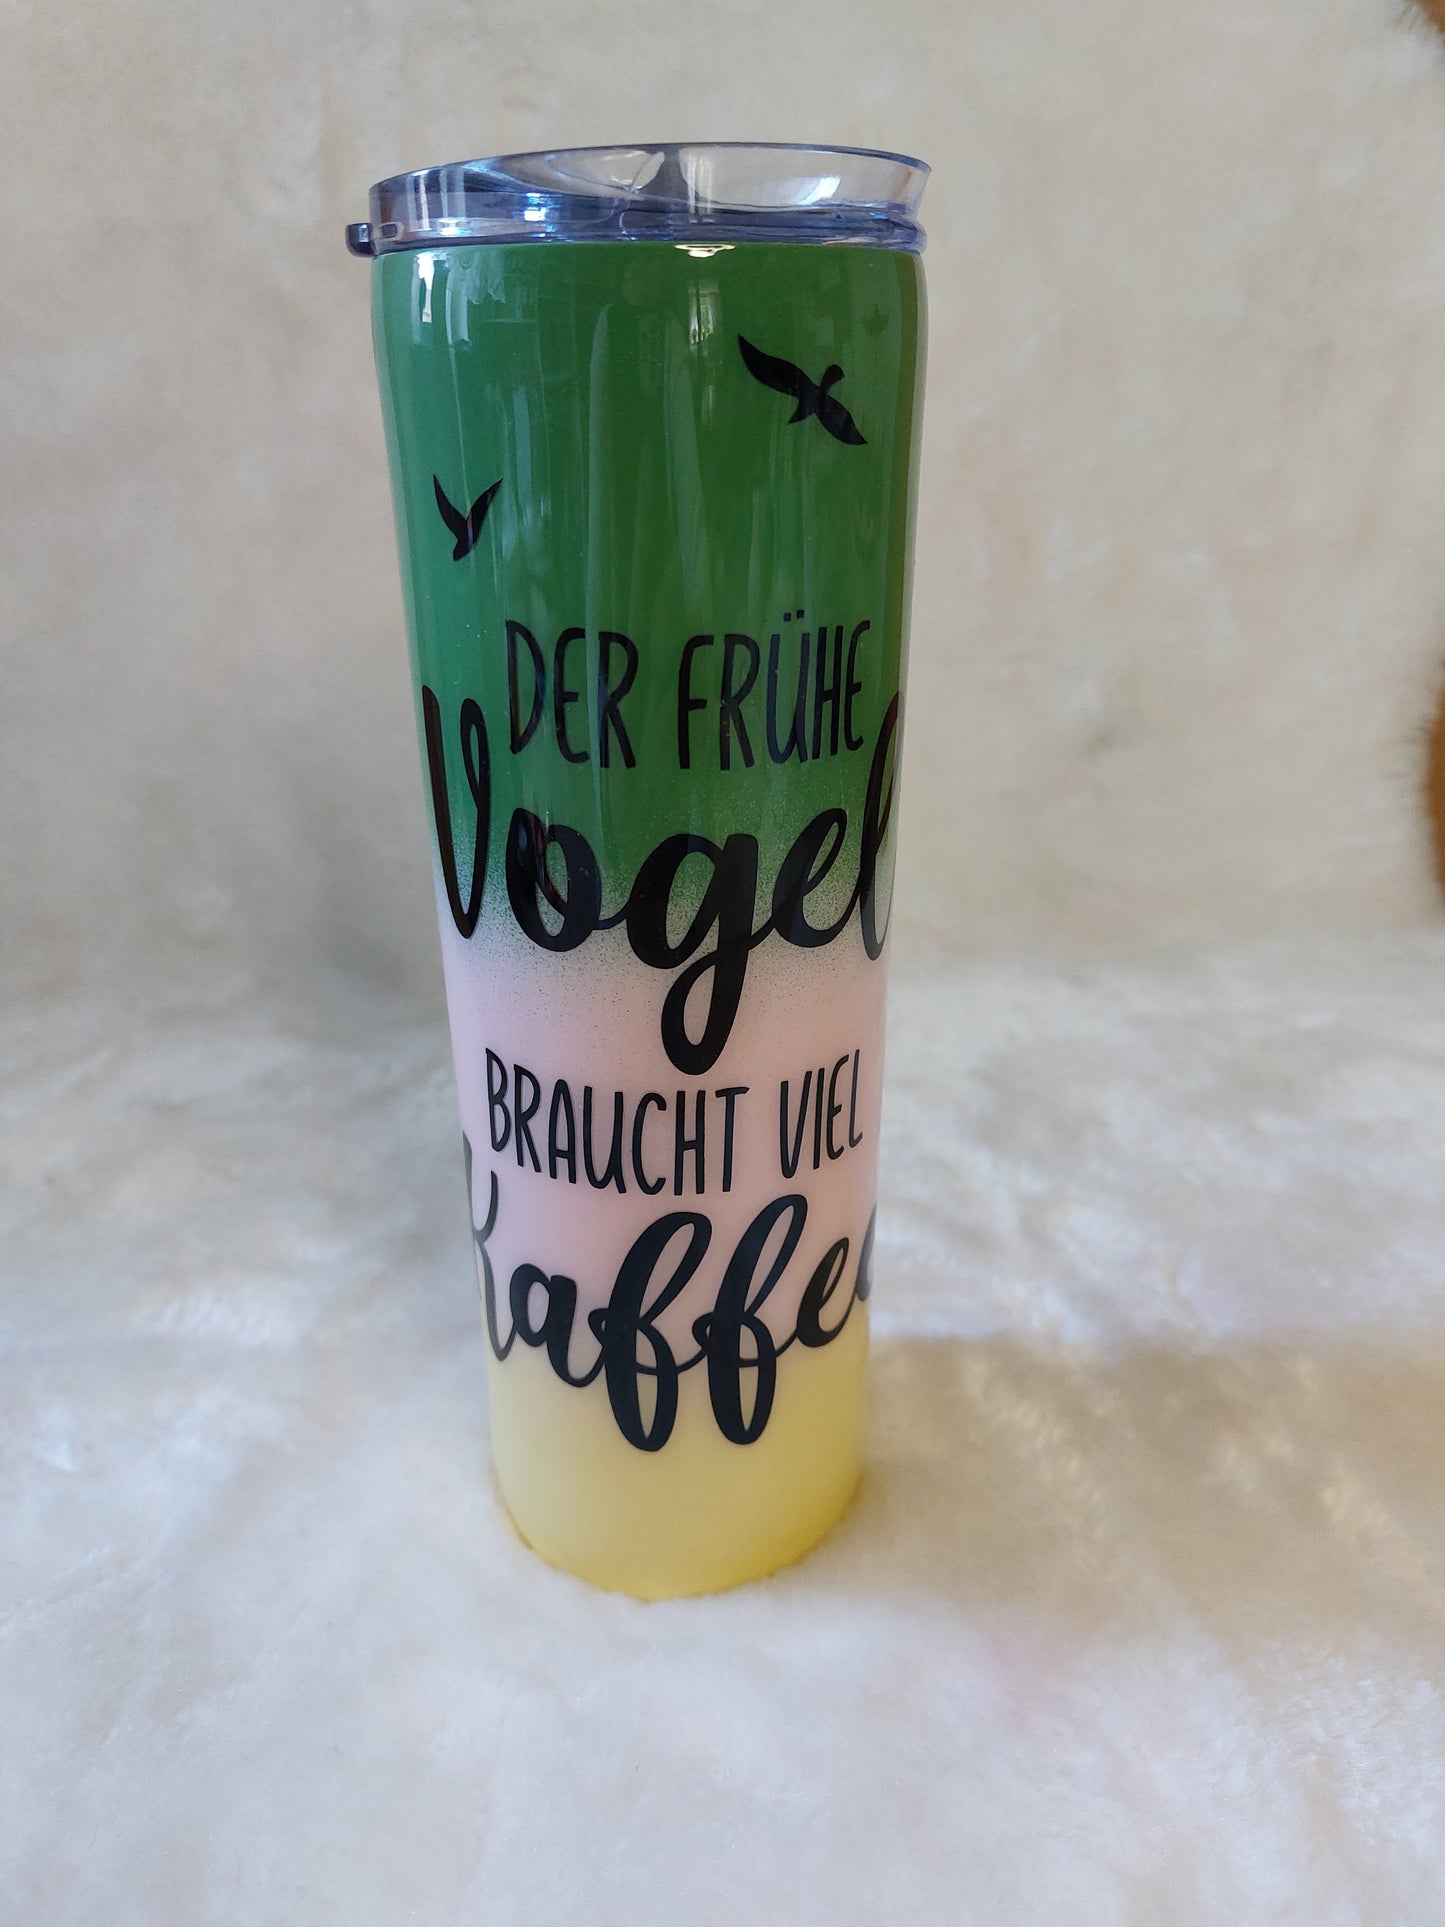 DER FRÜHE
Vogel
BRAUCHT VIEL
Kaffee